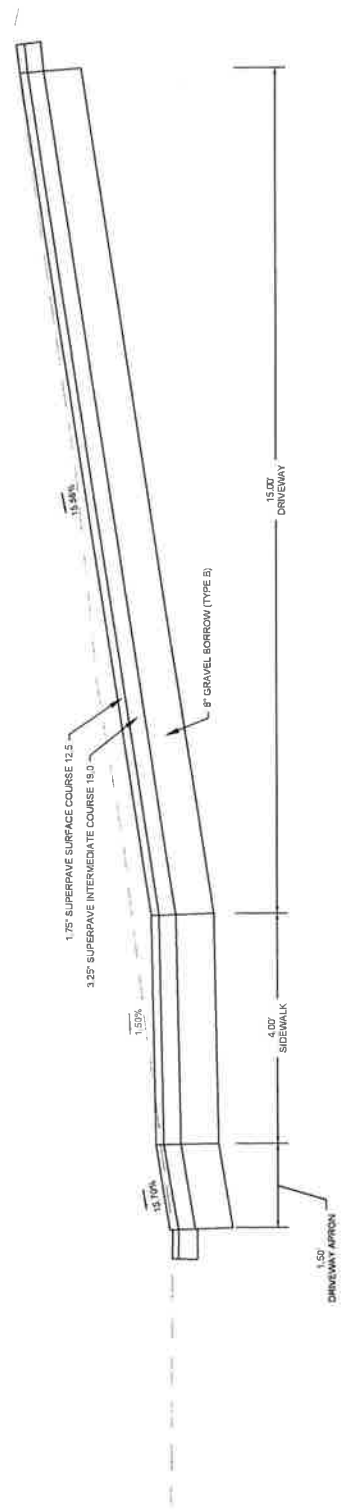 15.56%
1.75" SUPERPAVE SURFACE COURSE 12.5
3.25" SUPERPAVE INTERMEDIATE COURSE 19.0
8" GRAVEL BORROW (TYPE B)
15.00'
DRIVEWAY
1.50%
4.00'
SIDEWALK
15.70%
1.50'
DRIVEWAY APRON